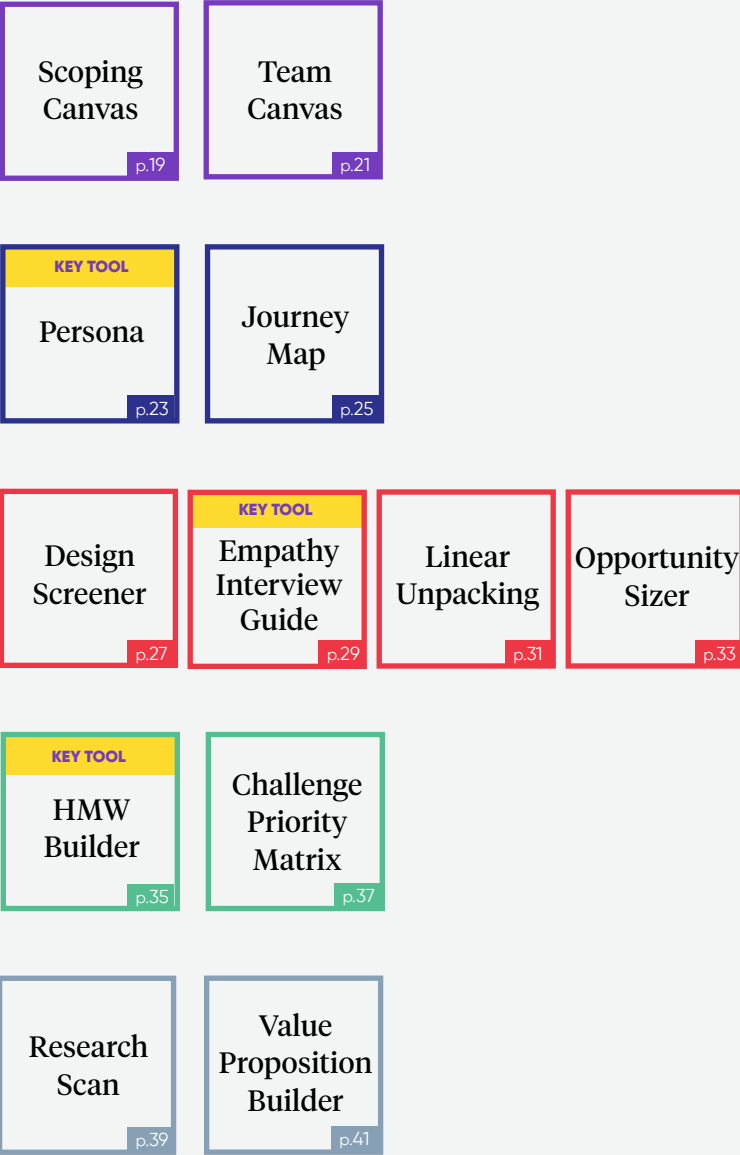 Scoping
Canvas
p.19
Team
Canvas
p.21
KEY TOOL
Persona
p.23
Journey
Map
p.25
Design
Screener
p.27
KEY TOOL
Empathy
Interview
Guide
p.29
Linear
Unpacking
p.31
Opportunity
Sizer
p.33
KEY TOOL
HMW
Builder
p.35
Challenge
Priority
Matrix
p.37
Research
Scan
p.39
Value
Proposition
Builder
p.41